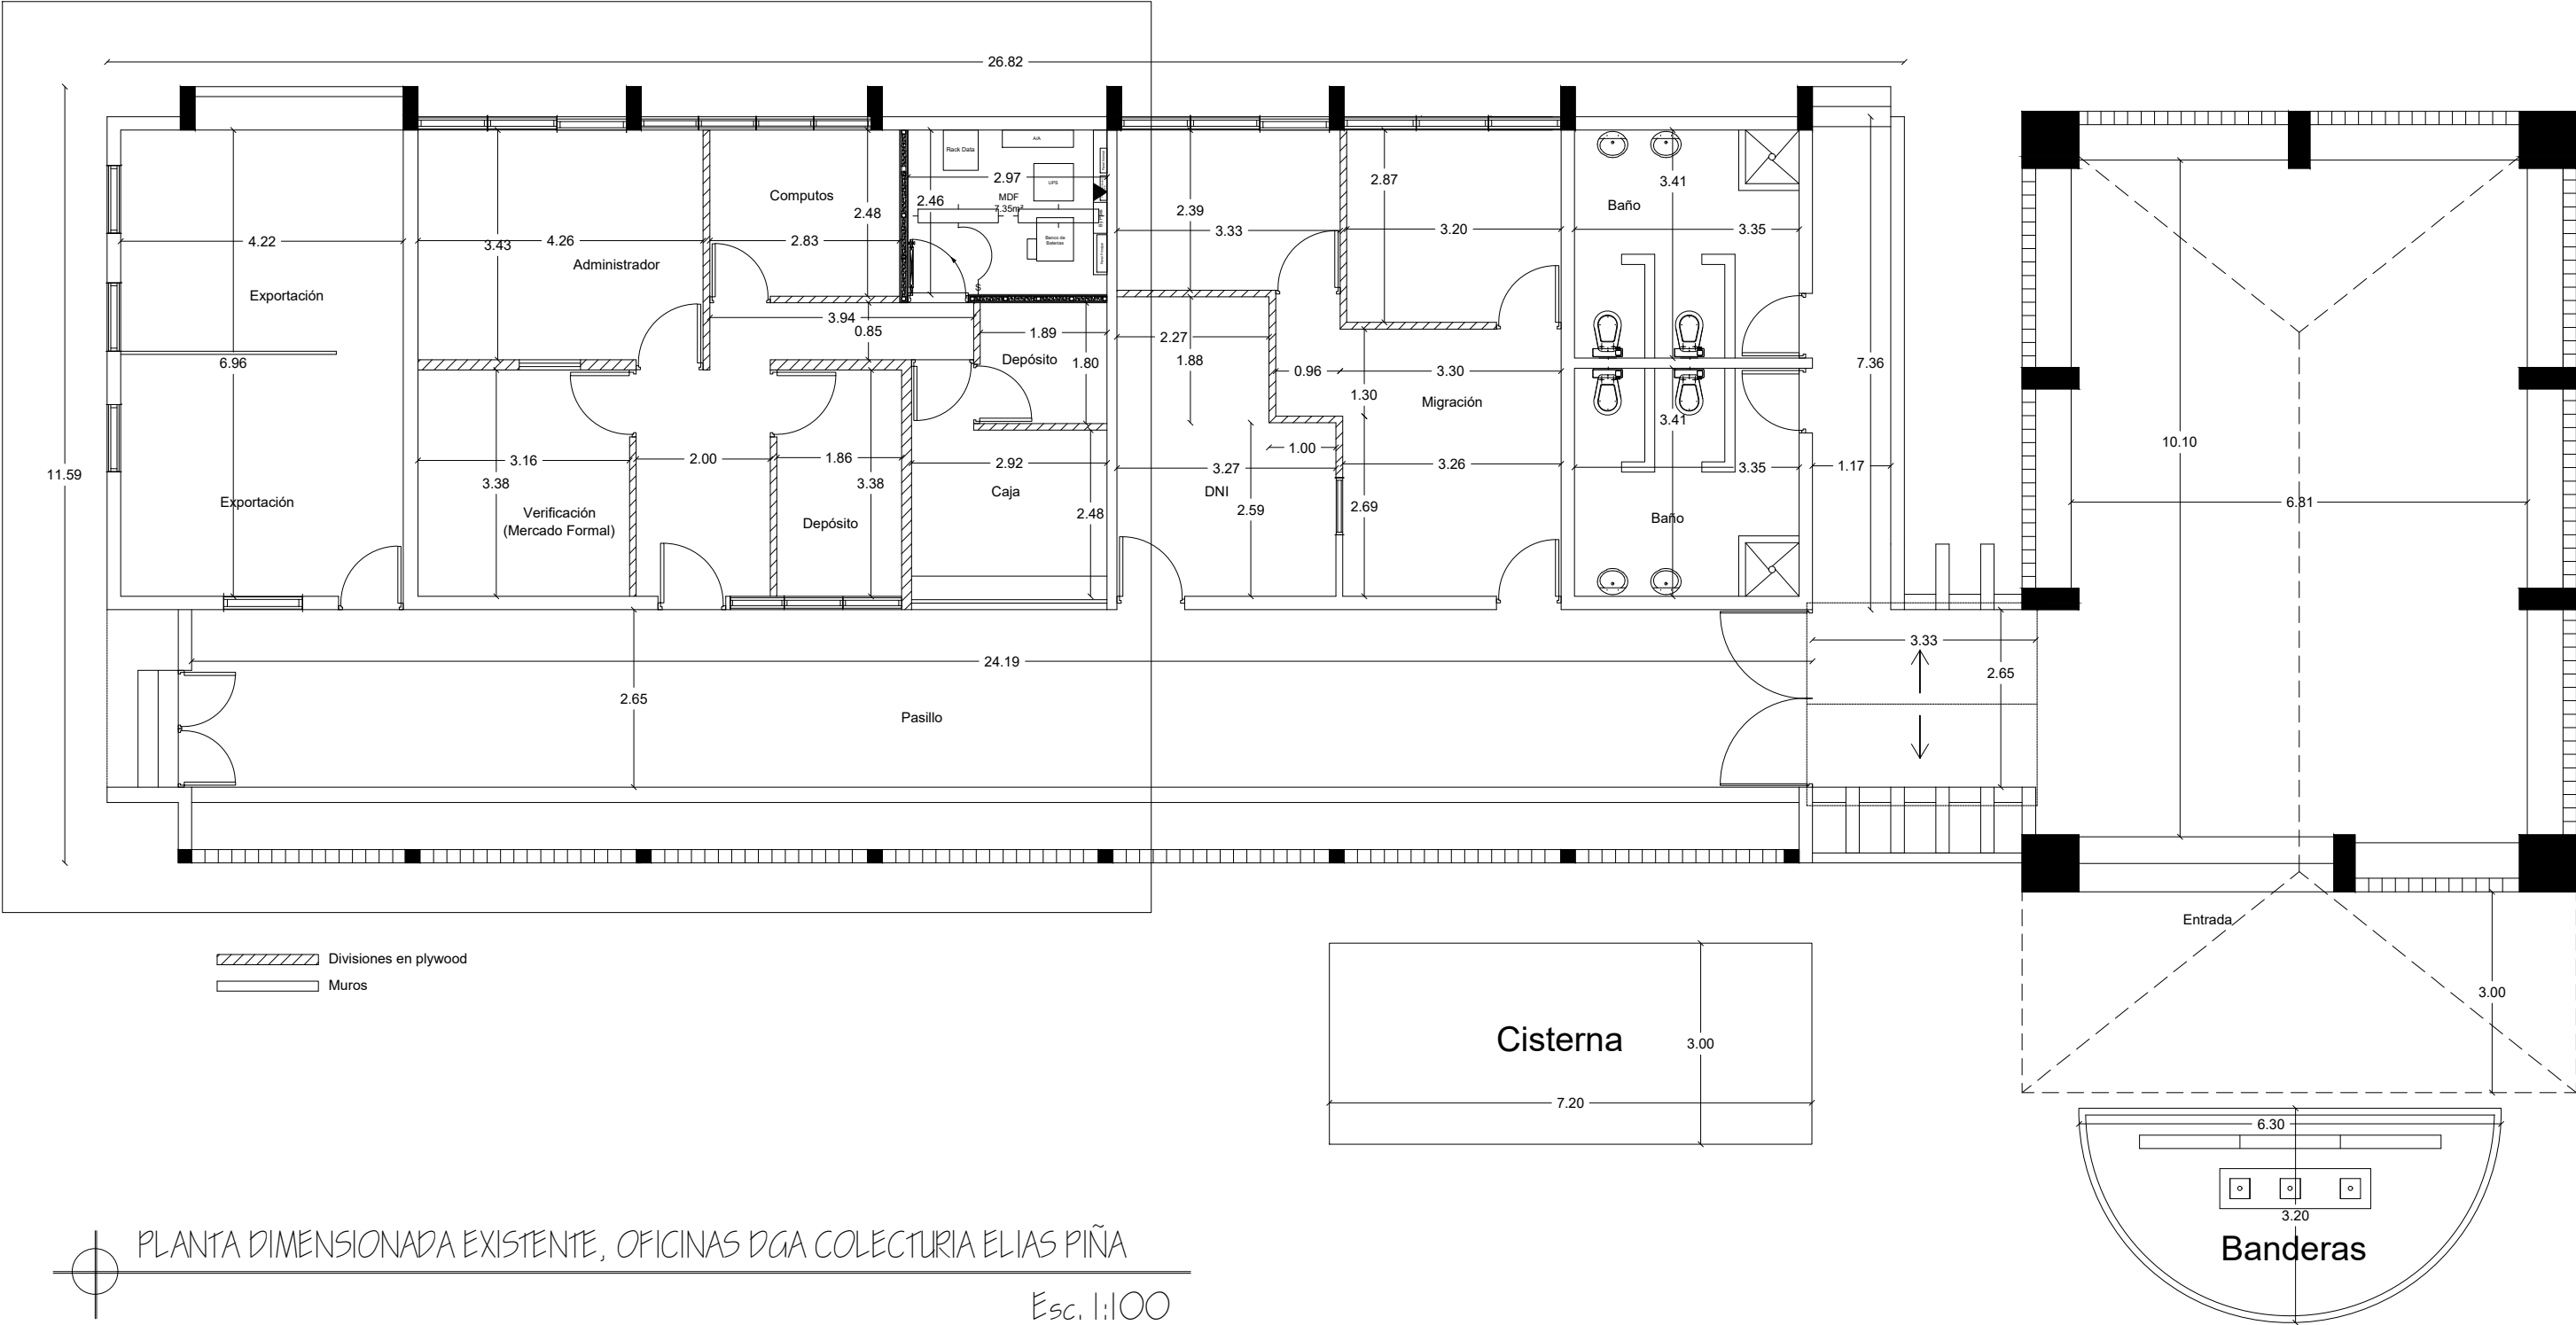 26.82
Rack Data
A/A
2.97
UPS
MDF
7.35m²
2.46
Banco de
Baterias
S
Computos
2.48
2.83
2.87
3.41
Baño
2.39
3.33
3.20
3.35
4.22
3.43
4.26
Administrador
Exportación
3.94
0.85
1.89
Depósito
1.80
2.27
1.88
0.96
3.30
1.30
Migración
6.96
7.36
3.41
10.10
11.59
3.16
3.38
2.00
1.86
3.38
2.92
Caja
2.48
1.00
3.27
DNI
2.59
3.26
2.69
3.35
1.17
Exportación
Verificación
(Mercado Formal)
Depósito
Baño
6.81
3.33
24.19
2.65
2.65
Pasillo
Entrada
Divisiones en plywood
Muros
3.00
Cisterna
3.00
7.20
6.30
3.20
Banderas
PLANTA DIMENSIONADA EXISTENTE, OFICINAS DGA COLECTURIA ELIAS PIÑA
Esc. 1:100